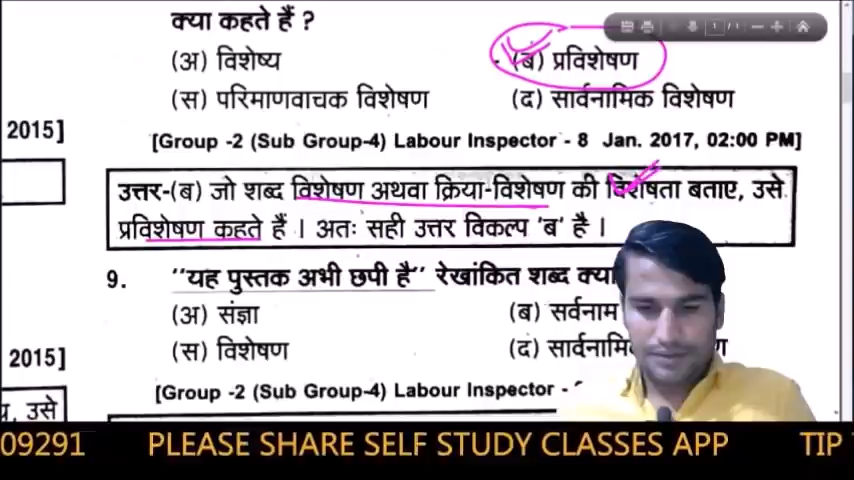 क्या कहते हैं ?
(अ) विशेष्य
(ब) प्रविशेषण
(स) परिमाणवाचक विशेषण
(द) सार्वनामिक विशेषण
2015]
[Group -2 (Sub Group-4) Labour Inspector - 8 Jan. 2017, 02:00 PM]
उत्तर-(ब) जो शब्द विशेषण अथवा क्रिया-विशेषण की विशेषता बताए, उसे
प्रविशेषण कहते हैं । अतः सही उत्तर विकल्प 'ब' है ।
9. "यह पुस्तक अभी छपी है" रेखांकित शब्द क्या
(अ) संज्ञा
(ब) सर्वनाम
(स) विशेषण
(द) सार्वनामि
2015]
[Group -2 (Sub Group-4) Labour Inspector -
उसे
09291 PLEASE SHARE SELF STUDY CLASSES APP TIP